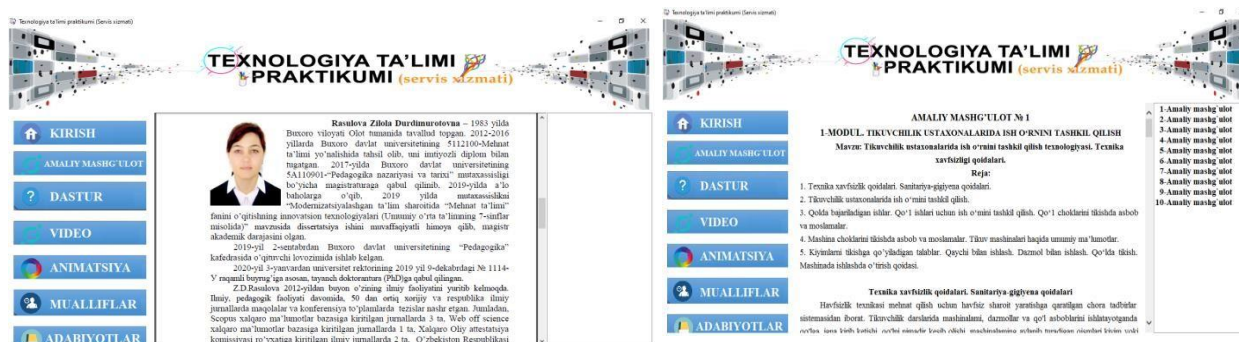 Texnologiya ta'limi praktikumi (Servis xizmati)
TEXNOLOGIYA TA'LIMI
PRAKTIKUMI (servis xizmati)
KIRISH
AMALIY MASHG'ULOT
DASTUR
VIDEO
ANIMATSIYA
MUALLIFLAR
ADABIYOTLAR
Rasulova Zilola Durdimurotovna – 1983 yilda
Buxoro viloyati Olot tumanida tavallud topgan. 2012-2016
yillarda Buxoro davlat universitetining 5112100-Mehnat
ta'limi yo'nalishida tahsil olib, uni imtiyozli diplom bilan
tugatgan. 2017-yilda Buxoro davlat universitetining
5A110901-“Pedagogika nazariyasi va tarixi” mutaxassisligi
bo'yicha magistraturaga qabul qilinib, 2019-yilda a'lo
baholarga o'qib, 2019 yilda mutaxassislikni
“Modernizatsiyalashgan ta'lim sharoitida “Mehnat ta'limi”
fanini o'qitishning innovatsion texnologiyalari (Umumiy o'rta ta'limning 7-sinflar
misolida)” mavzusida dissertatsiya ishini muvaffaqiyatli himoya qilib, magistr
akademik darajasini olgan.
2019-yil 2-sentabrdan Buxoro davlat universitetining “Pedagogika”
kafedrasida o'qituvchi lovozimida ishlab kelgan.
2020-yil 3-yanvardan universitet rektorining 2019 yil 9-dekabrdagi № 1114-
Y raqamli buyrug'iga asosan, tayanch doktorantura (PhD)ga qabul qilingan.
Z.D.Rasulova 2012-yildan buyon o'zining ilmiy faoliyatini yuritib kelmoqda.
Ilmiy, pedagogik faoliyati davomida, 50 dan ortiq xorijiy va respublika ilmiy
jurnallarda maqolalar va konferensiya to'plamlarda tezislar nashr etgan. Jumladan,
Scopus xalqaro ma'lumotlar bazasiga kiritilgan jurnallarda 3 ta, Web off science
xalqaro ma'lumotlar bazasiga kiritilgan jurnallarda 1 ta, Xalqaro Oliy attestatsiya
komissiyasi ro'yxatiga kiritilgan ilmiy jurnallarda 2 ta, O'zbekiston Respublikasi
Texnologiya ta'limi praktikumi (Servis xizmati)
TEXNOLOGIYA TA'LIMI
PRAKTIKUMI (servis xizmati)
KIRISH
AMALIY MASHG'ULOT
DASTUR
VIDEO
ANIMATSIYA
MUALLIFLAR
ADABIYOTLAR
AMALIY MASHG'ULOT № 1
1-MODUL. TIKUVCHILIK USTAXONALARIDA ISH O'RNINI TASHKIL QILISH
Mavzu: Tikuvchilik ustaxonalarida ish o'rnini tashkil qilish texnologiyasi. Texnika
xavfsizligi qoidalari.
Reja:
1. Texnika xavfsizlik qoidalari. Sanitariya-gigiyena qoidalari.
2. Tikuvchilik ustaxonalarida ish o'rnini tashkil qilish.
3. Qolda bajariladigan ishlar. Qo'l ishlari uchun ish o'rnini tashkil qilish. Qo'l choklarini tikishda asbob
va moslamalar.
4. Mashina choklarini tikishda asbob va moslamalar. Tikuv mashinalari haqida umumiy ma'lumotlar.
5. Kiyimlarni tikishga qo'yiladigan talablar. Qaychi bilan ishlash. Dazmol bilan ishlash. Qo'lda tikish.
Mashinada ishlashda o'tirish qoidasi.
Texnika xavfsizlik qoidalari. Sanitariya-gigiyena qoidalari
Havfsizlik texnikasi mehnat qilish uchun havfsiz sharoit yaratishga qaratilgan chora tadbirlar
sistemasidan iborat. Tikuvchilik darslarida mashinalarni, dazmollar va qo'l asboblarini ishlatayotganda
1-Amaliy mashg'ulot
2-Amaliy mashg'ulot
3-Amaliy mashg'ulot
4-Amaliy mashg'ulot
5-Amaliy mashg'ulot
6-Amaliy mashg'ulot
7-Amaliy mashg'ulot
8-Amaliy mashg'ulot
9-Amaliy mashg'ulot
10-Amaliy mashg'ulot